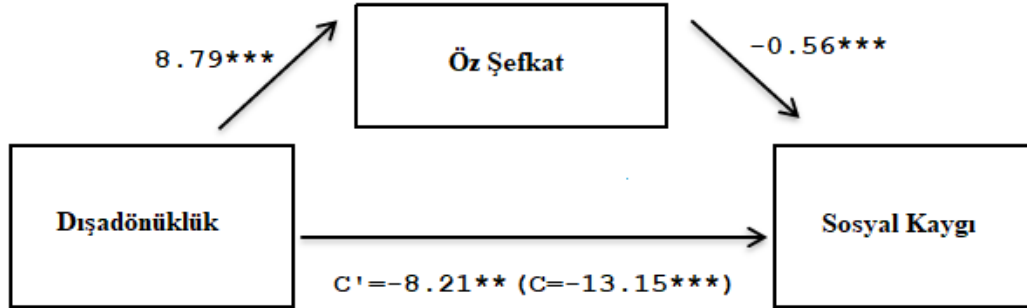 8.79***
Öz Şefkat
-0.56***
Dışadönüklük
Sosyal Kaygı
C'=-8.21** (C=-13.15***)